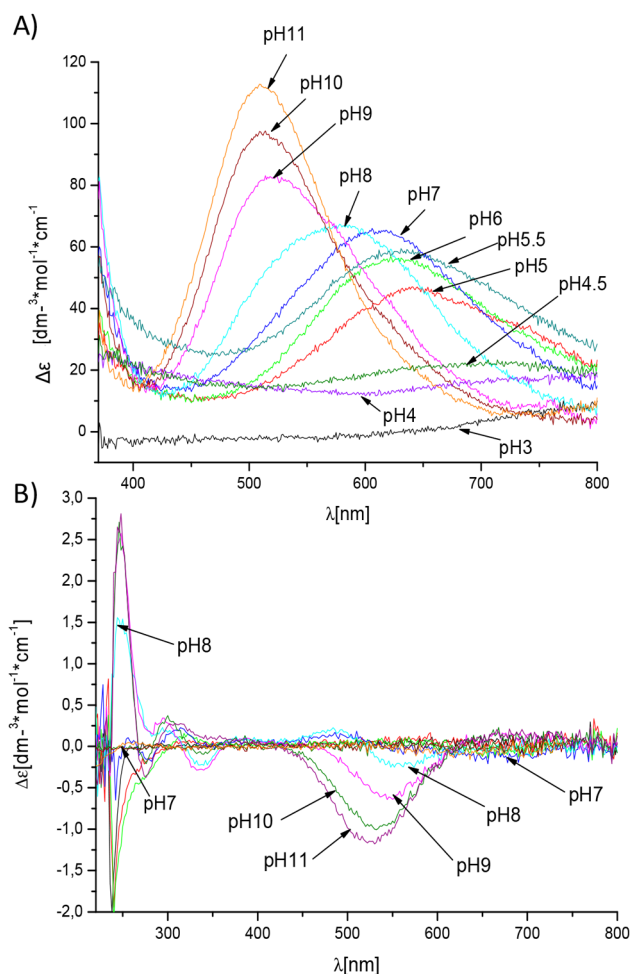 A)
pH11
pH10
pH9
pH8
pH7
pH6
pH5.5
pH5
pH4.5
pH4
pH3
Δε [dm-³*mol⁻¹*cm⁻¹]
120
100
80
60
40
20
0
400 500 600 700 800
λ[nm]
B)
Δε[dm-³*mol⁻¹*cm⁻¹]
3,0
2,5
2,0
1,5
1,0
0,5
0,0
-0,5
-1,0
-1,5
-2,0
pH8
pH7
pH10
pH11
pH9
pH8
pH7
300 400 500 600 700 800
λ[nm]